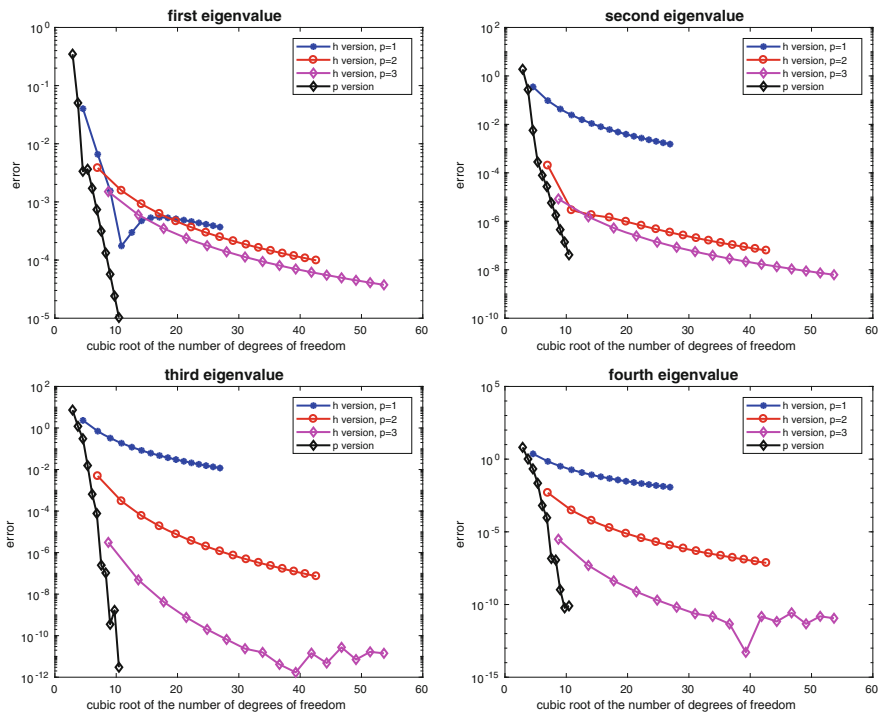 first eigenvalue
10^0
10^-1
10^-2
10^-3
10^-4
10^-5
error
0 10 20 30 40 50 60
cubic root of the number of degrees of freedom
h version, p=1
h version, p=2
h version, p=3
p version
second eigenvalue
10^2
10^0
10^-2
10^-4
10^-6
10^-8
10^-10
error
0 10 20 30 40 50 60
cubic root of the number of degrees of freedom
h version, p=1
h version, p=2
h version, p=3
p version
third eigenvalue
10^2
10^0
10^-2
10^-4
10^-6
10^-8
10^-10
10^-12
error
0 10 20 30 40 50 60
cubic root of the number of degrees of freedom
h version, p=1
h version, p=2
h version, p=3
p version
fourth eigenvalue
10^5
10^0
10^-5
10^-10
10^-15
error
0 10 20 30 40 50 60
cubic root of the number of degrees of freedom
h version, p=1
h version, p=2
h version, p=3
p version